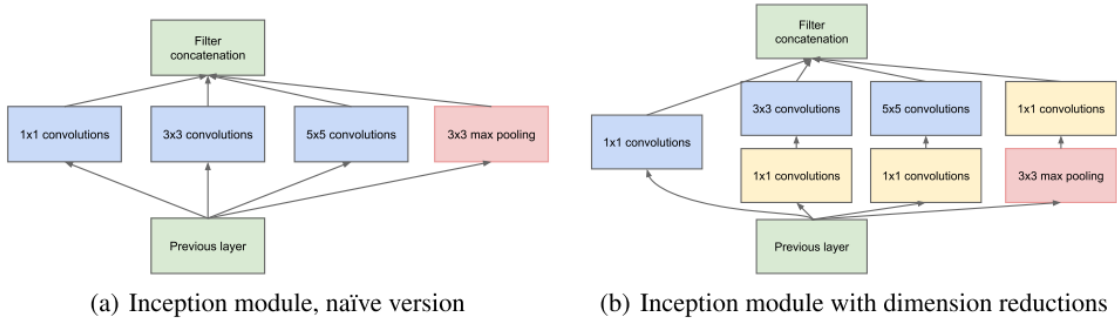 Filter
concatenation
1x1 convolutions
3x3 convolutions
5x5 convolutions
3x3 max pooling
Previous layer
(a) Inception module, naïve version
Filter
concatenation
3x3 convolutions
5x5 convolutions
1x1 convolutions
1x1 convolutions
1x1 convolutions
1x1 convolutions
3x3 max pooling
Previous layer
(b) Inception module with dimension reductions